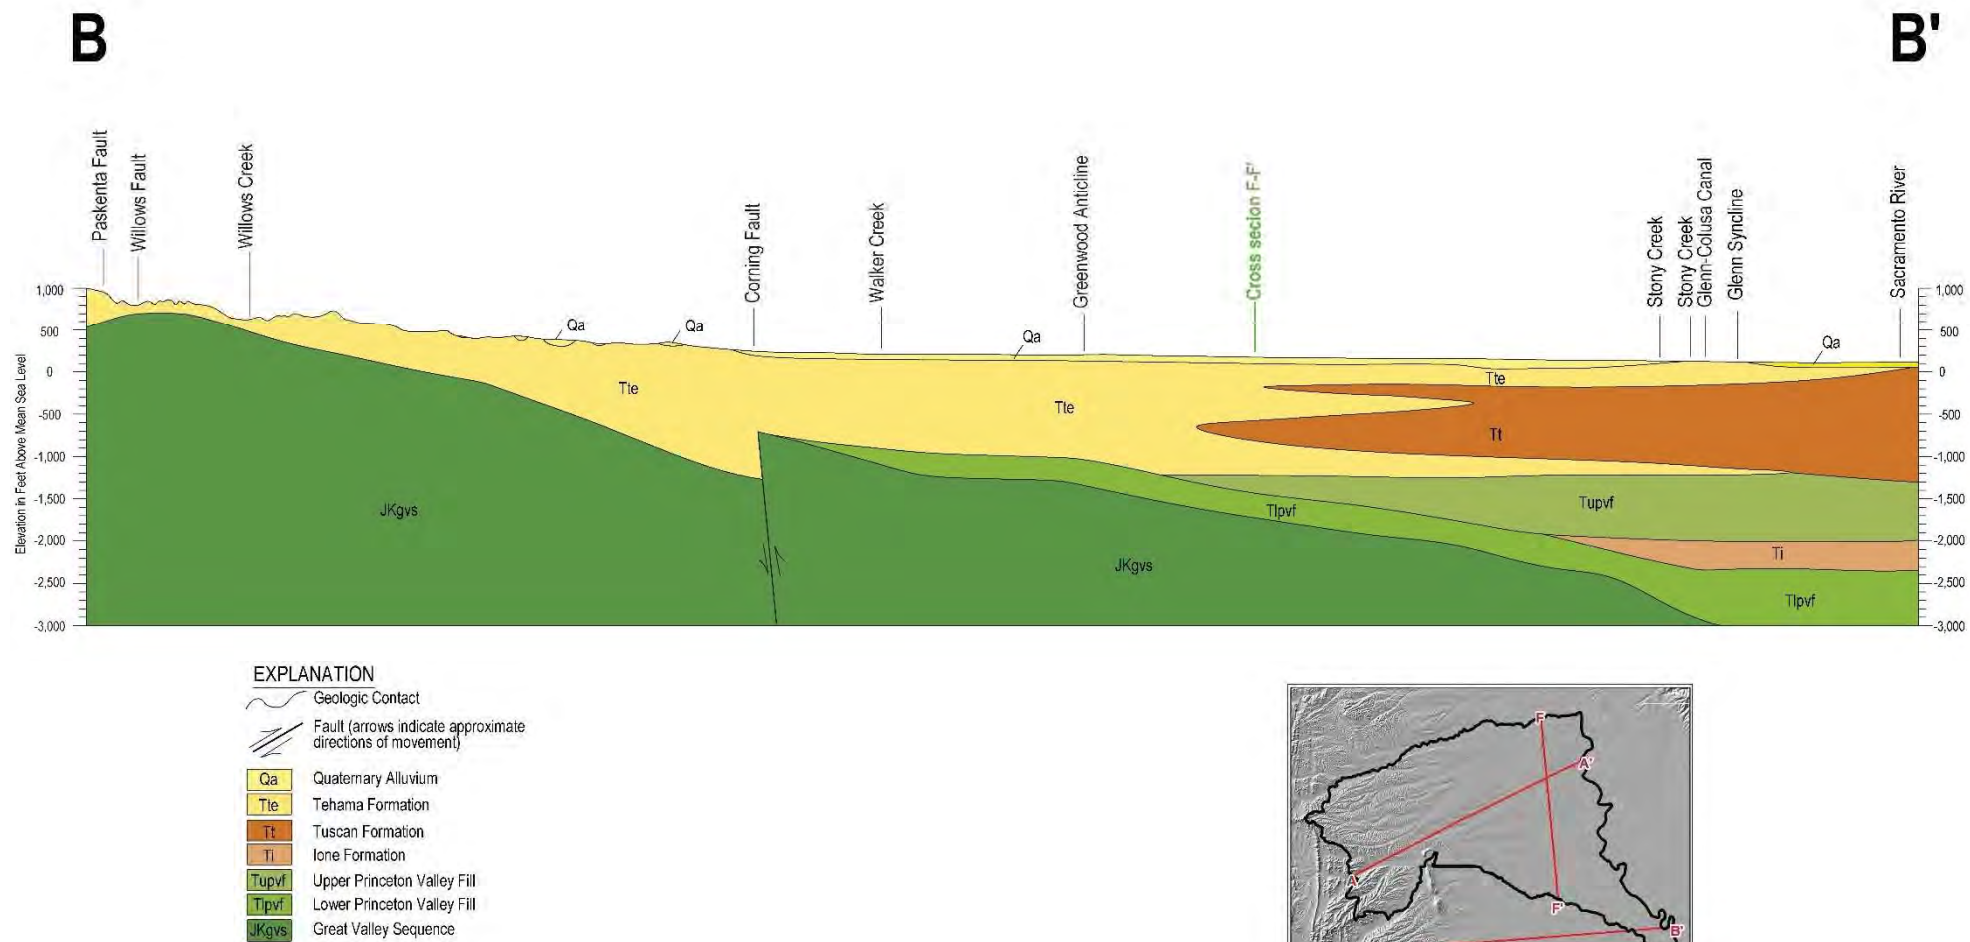 B
B'
Paskenta Fault
Willows Fault
Willows Creek
Corning Fault
Walker Creek
Greenwood Anticline
Cross secion F-F'
Stony Creek
Stony Creek
Glenn-Colusa Canal
Glenn Syncline
Sacramento River
Elevation in Feet Above Mean Sea Level
1,000
500
0
-500
-1,000
-1,500
-2,000
-2,500
-3,000
1,000
500
0
-500
-1,000
-1,500
-2,000
-2,500
-3,000
Qa
Qa
Qa
Qa
Tte
Tte
Tte
Tt
Tupvf
Tlpvf
Ti
Tlpvf
JKgvs
JKgvs
EXPLANATION
Geologic Contact
Fault (arrows indicate approximate
directions of movement)
Qa Quaternary Alluvium
Tte Tehama Formation
Tt Tuscan Formation
Ti Ione Formation
Tupvf Upper Princeton Valley Fill
Tlpvf Lower Princeton Valley Fill
JKgvs Great Valley Sequence
F
A'
A
F'
B'